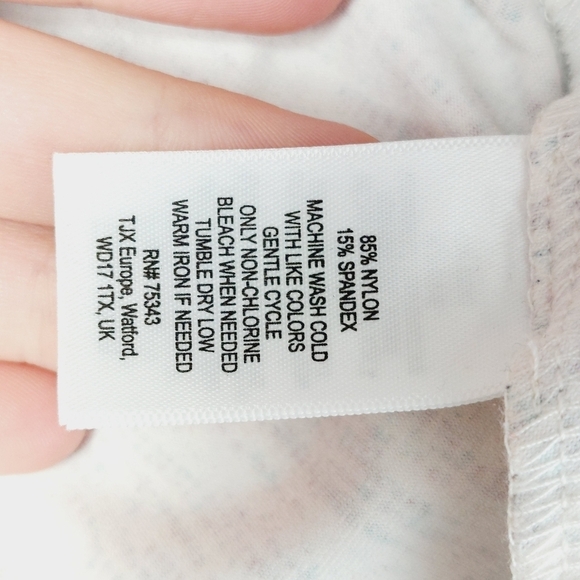 85% NYLON
15% SPANDEX
MACHINE WASH COLD
WITH LIKE COLORS
GENTLE CYCLE
ONLY NON-CHLORINE
BLEACH WHEN NEEDED
TUMBLE DRY LOW
WARM IRON IF NEEDED
RN# 75343
TJX Europe, Watford,
WD17 1TX, UK